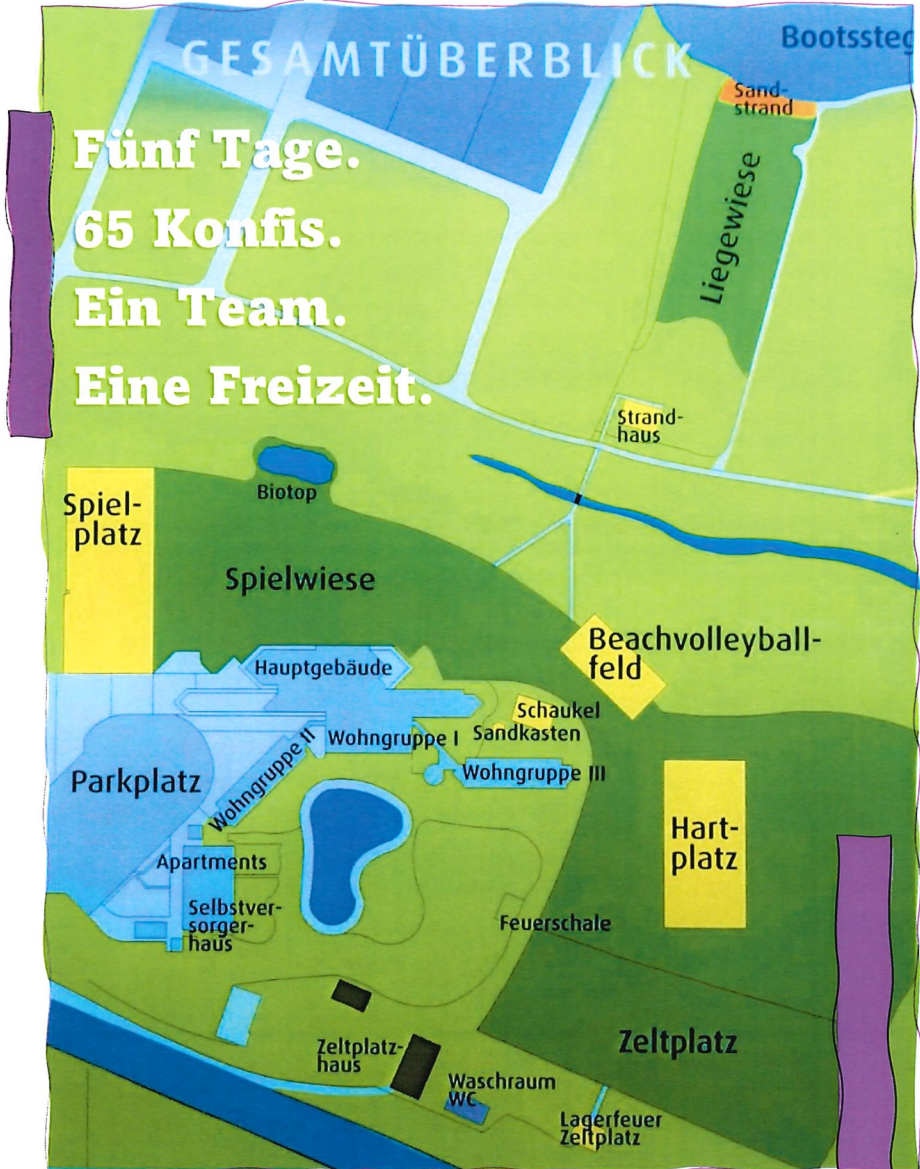 GESAMTÜBERBLICK
Bootssteg
Sand-
strand
Fünf Tage.
65 Konfis.
Ein Team.
Eine Freizeit.
Liegewiese
Strand-
haus
Biotop
Spiel-
platz
Spielwiese
Beachvolleyball-
feld
Hauptgebäude
Schaukel
Sandkasten
Wohngruppe I
Wohngruppe II
Wohngruppe III
Parkplatz
Hart-
platz
Apartments
Selbstver-
sorger-
haus
Feuerschale
Zeltplatz-
haus
Zeltplatz
Waschraum
WC
Lagerfeuer
Zeltplatz